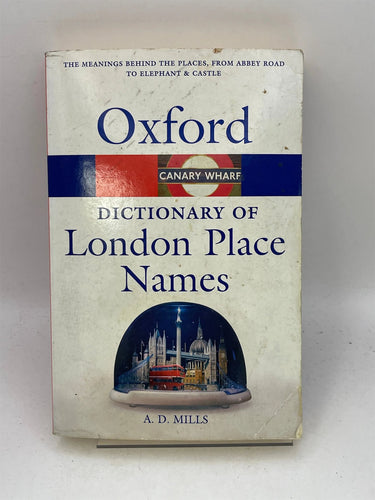 THE MEANINGS BEHIND THE PLACES, FROM ABBEY ROAD
TO ELEPHANT & CASTLE
Oxford
CANARY WHARF
DICTIONARY OF
London Place
Names
A. D. MILLS